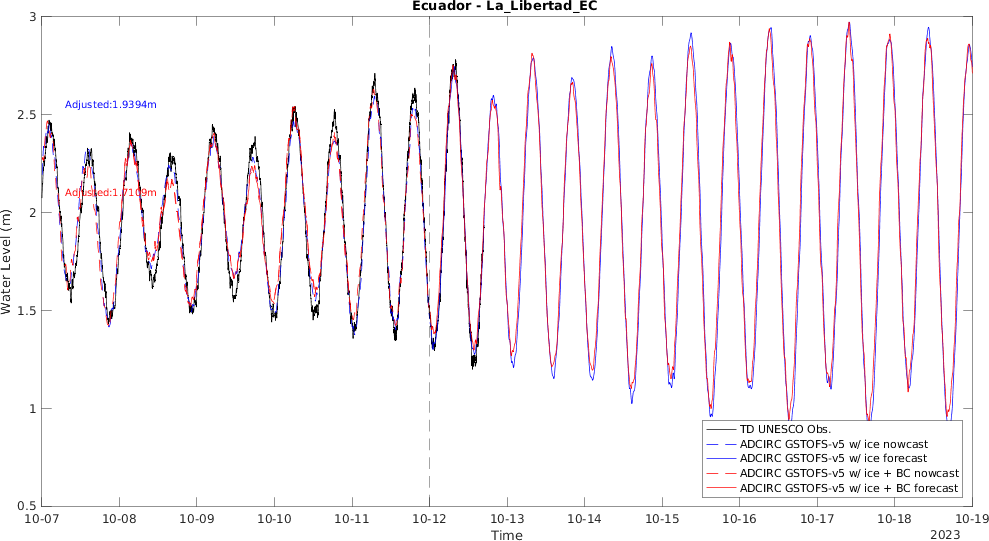 Ecuador - La_Libertad_EC
3
2.5
2
1.5
1
0.5
Water Level (m)
Adjusted:1.9394m
Adjusted:1.7109m
TD UNESCO Obs.
ADCIRC GSTOFS-v5 w/ ice nowcast
ADCIRC GSTOFS-v5 w/ ice forecast
ADCIRC GSTOFS-v5 w/ ice + BC nowcast
ADCIRC GSTOFS-v5 w/ ice + BC forecast
10-07 10-08 10-09 10-10 10-11 10-12 10-13 10-14 10-15 10-16 10-17 10-18 10-19
Time
2023